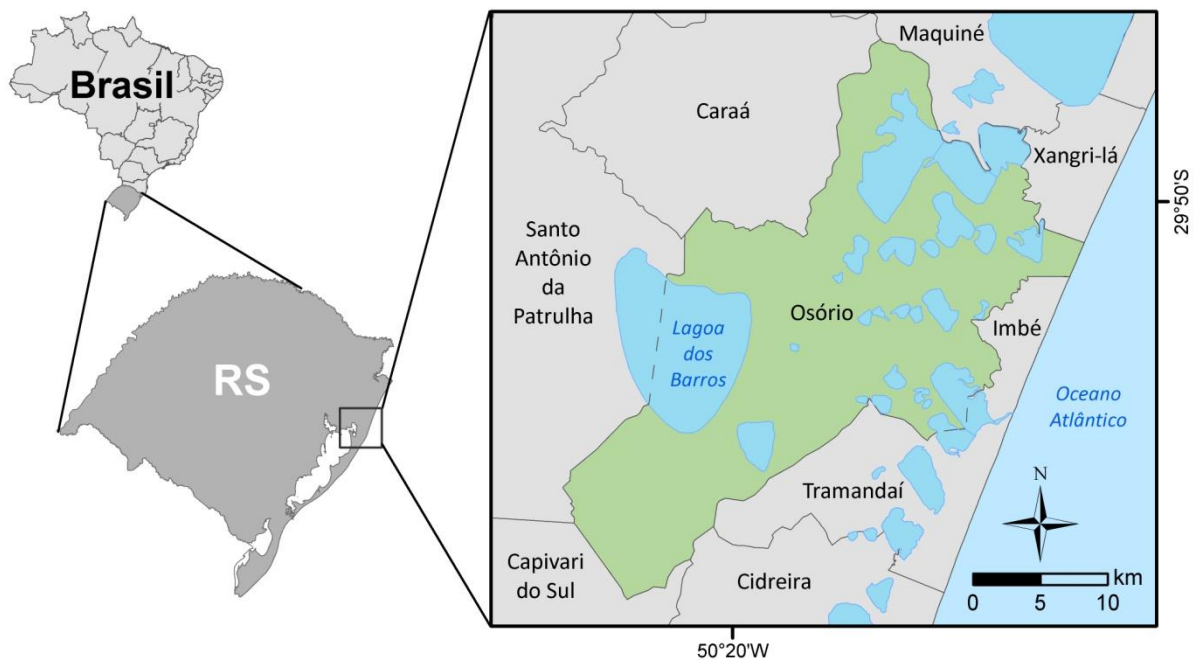 Brasil
RS
Maquiné
Caraá
Xangri-lá
29°50'S
Santo
Antônio
da
Patrulha
Osório
Imbé
Lagoa
dos
Barros
Oceano
Atlântico
N
Tramandaí
Capivari
do Sul
Cidreira
km
0 5 10
50°20'W